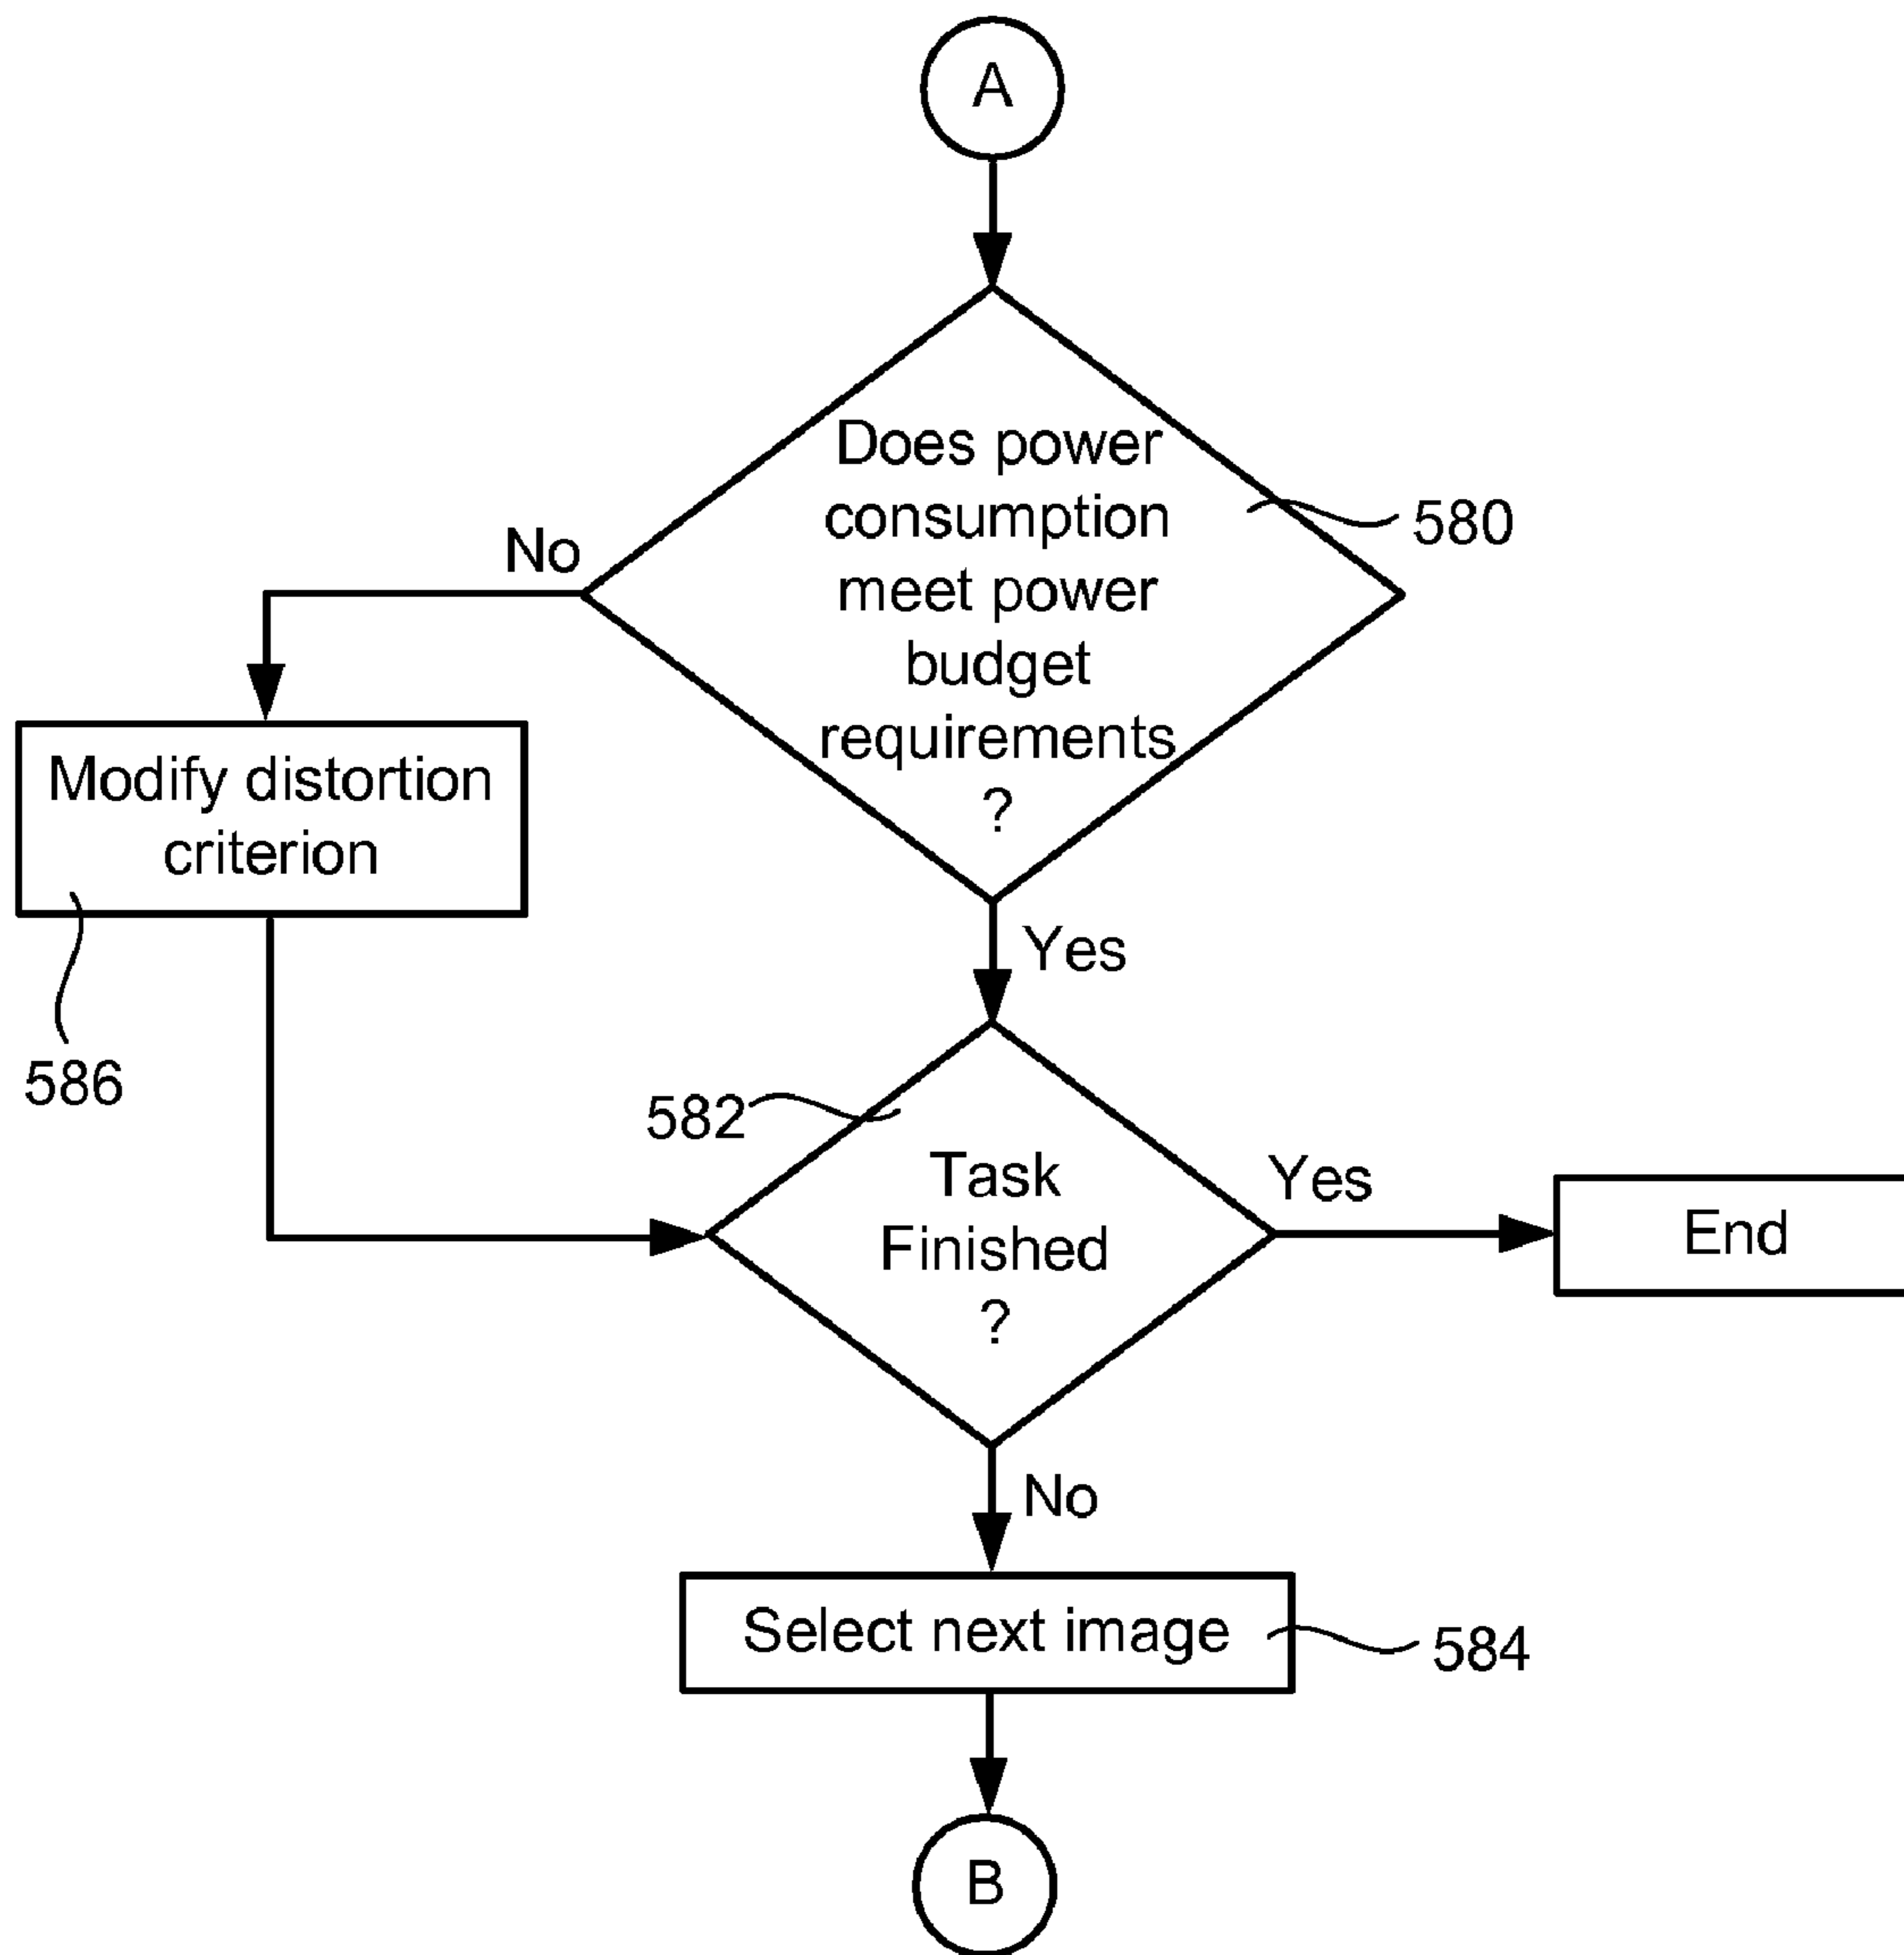 A
Does power
consumption
meet power
budget
requirements
?
580
No
Modify distortion
criterion
586
Yes
582
Task
Finished
?
Yes
End
No
Select next image
584
B